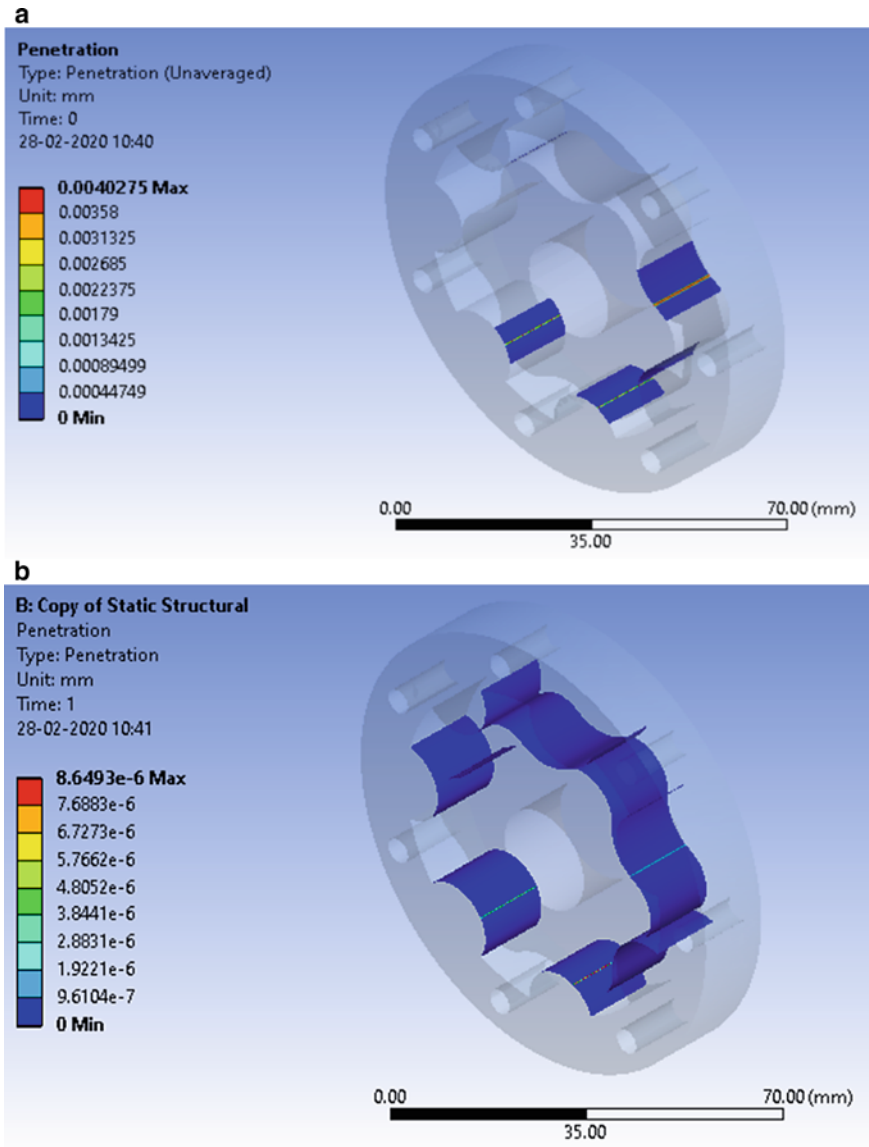 a
Penetration
Type: Penetration (Unaveraged)
Unit: mm
Time: 0
28-02-2020 10:40
0.0040275 Max
0.00358
0.0031325
0.002685
0.0022375
0.00179
0.0013425
0.00089499
0.00044749
0 Min
0.00 70.00 (mm)
35.00
b
B: Copy of Static Structural
Penetration
Type: Penetration
Unit: mm
Time: 1
28-02-2020 10:41
8.6493e-6 Max
7.6883e-6
6.7273e-6
5.7662e-6
4.8052e-6
3.8441e-6
2.8831e-6
1.9221e-6
9.6104e-7
0 Min
0.00 70.00 (mm)
35.00